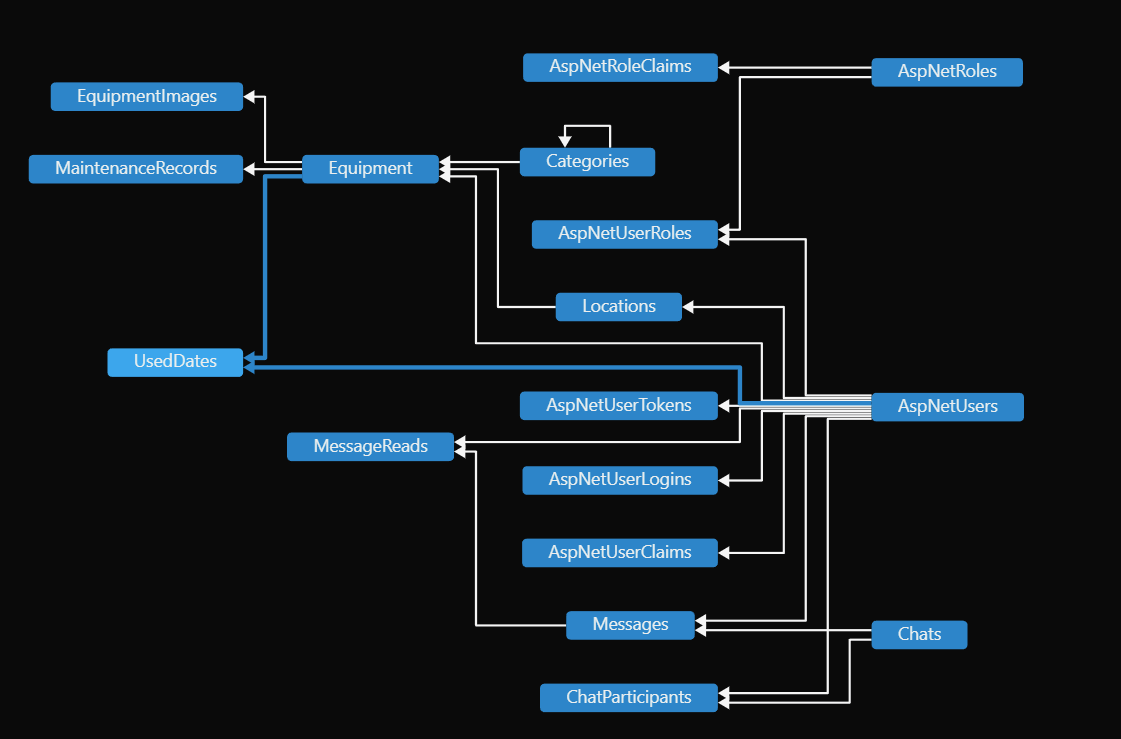 AspNetRoleClaims
AspNetRoles
EquipmentImages
MaintenanceRecords
Equipment
Categories
AspNetUserRoles
Locations
UsedDates
AspNetUserTokens
AspNetUsers
MessageReads
AspNetUserLogins
AspNetUserClaims
Messages
Chats
ChatParticipants